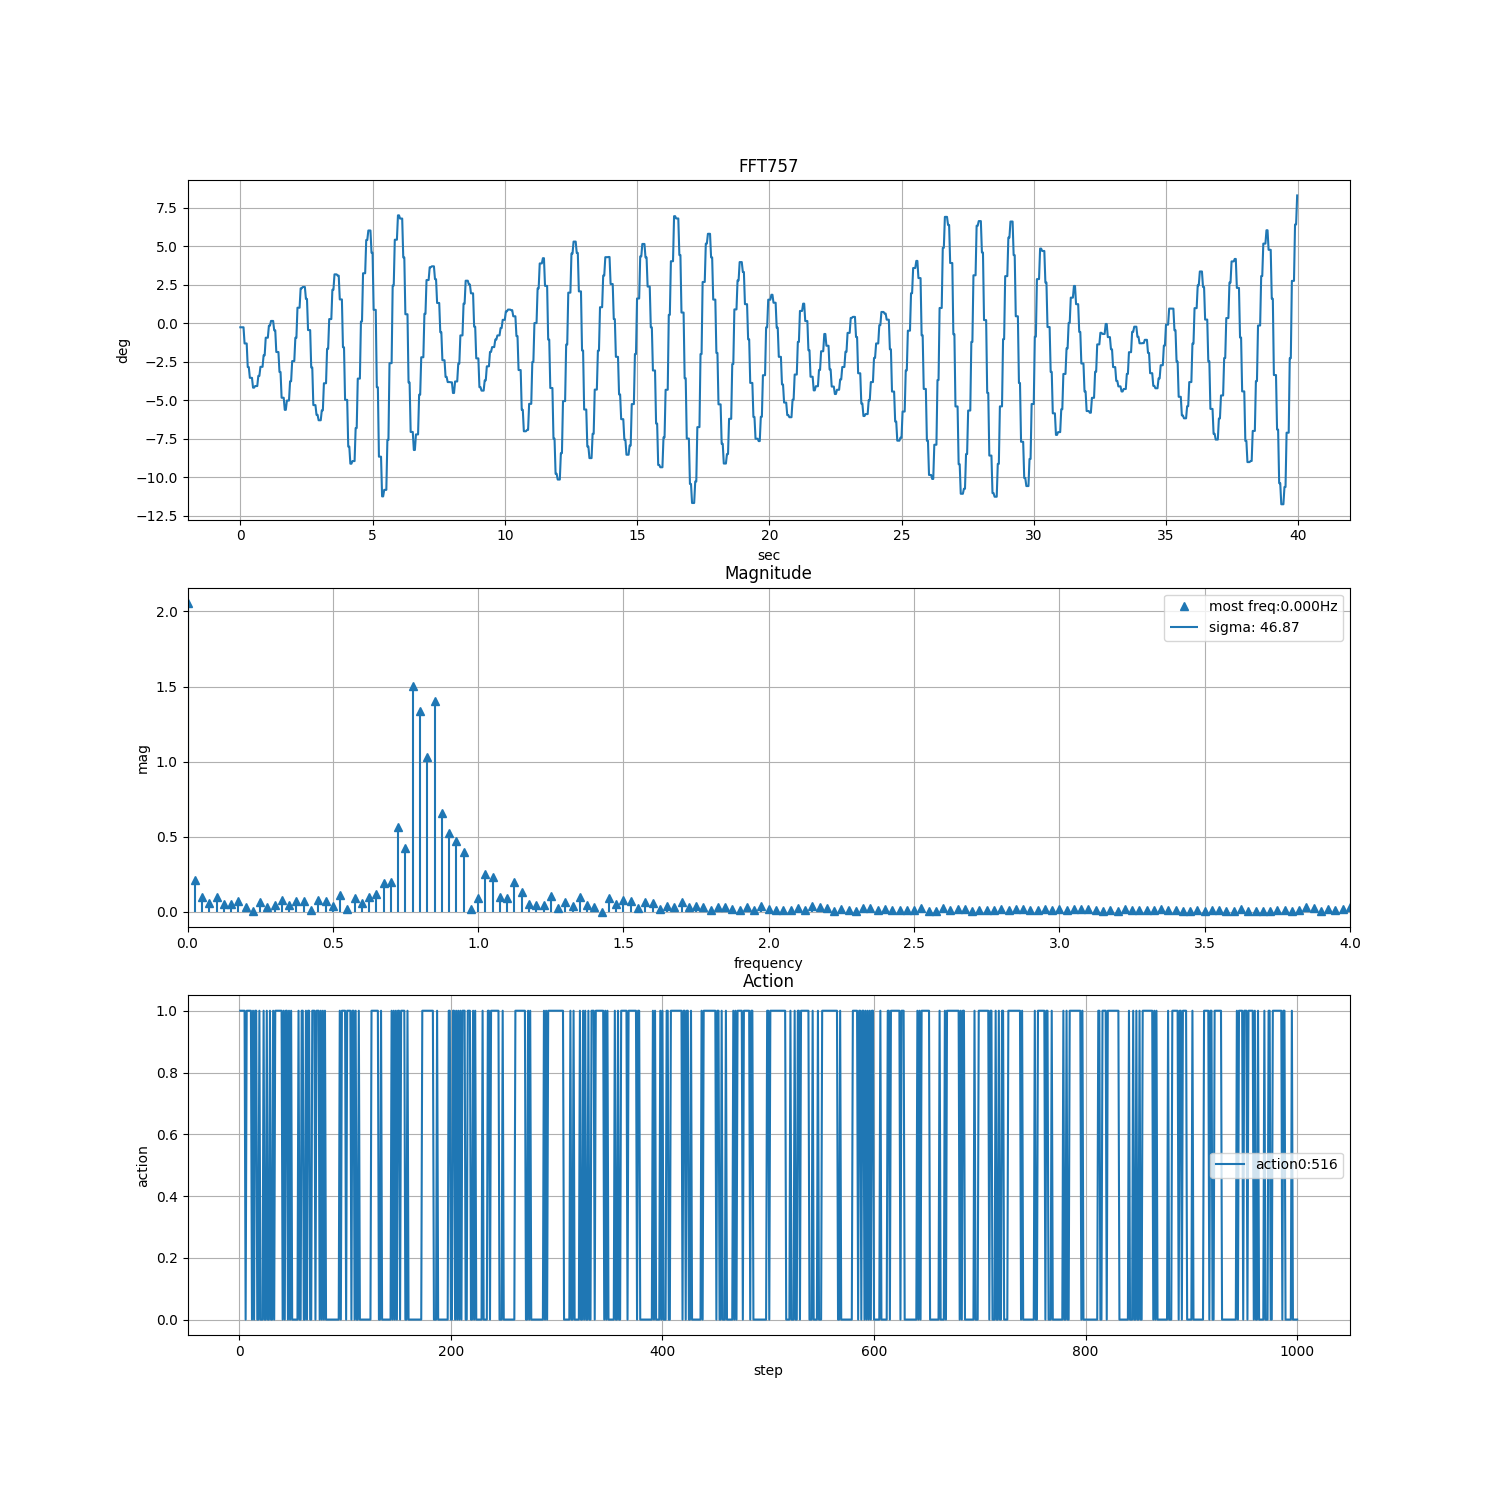 FFT757
7.5
5.0
2.5
0.0
−2.5
−5.0
−7.5
−10.0
−12.5
deg
0 5 10 15 20 25 30 35 40
sec
Magnitude
most freq:0.000Hz
sigma: 46.87
2.0
1.5
1.0
0.5
0.0
mag
0.0 0.5 1.0 1.5 2.0 2.5 3.0 3.5 4.0
frequency
Action
1.0
0.8
0.6
0.4
0.2
0.0
action
action0:516
0 200 400 600 800 1000
step